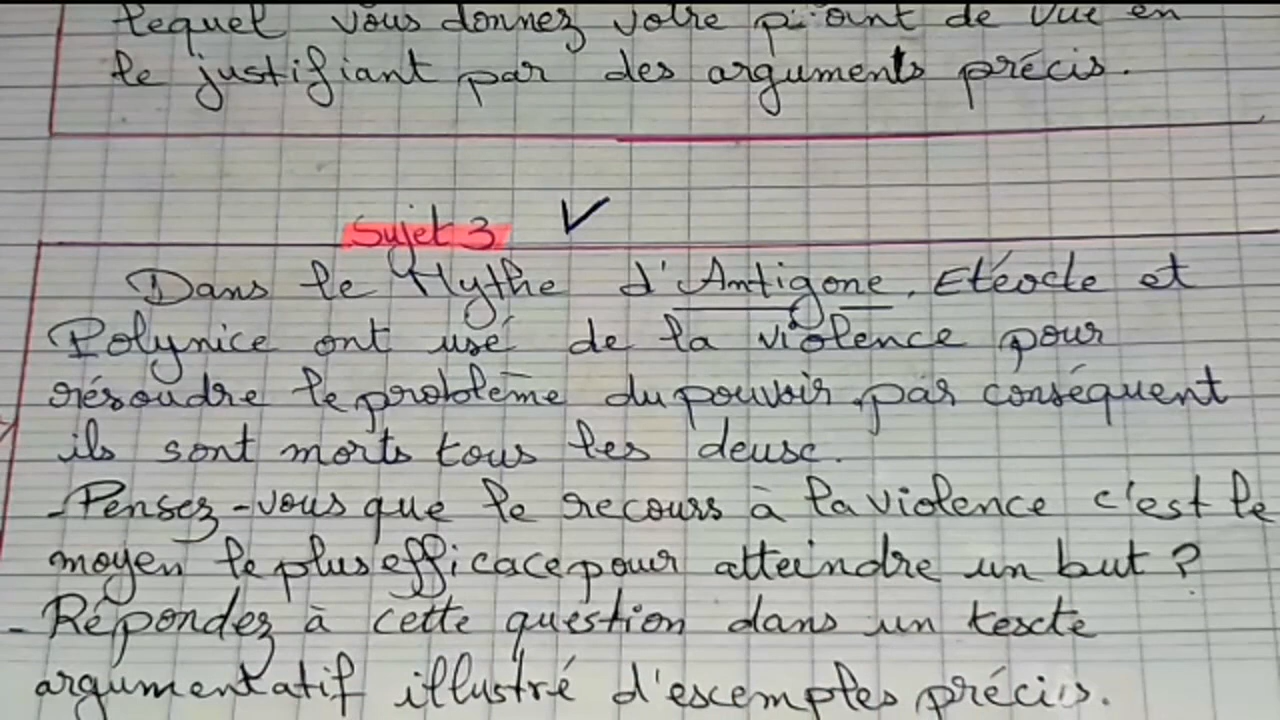 lequel vous donnez votre point de vue en
le justifiant par des arguments précis.
Sujet 3
Dans le Mythe d'Antigone, Etéocle et
Polynice ont usé de la violence pour
résoudre le problème du pouvoir, par conséquent
ils sont morts tous les deux.
- Pensez-vous que le recours à la violence c'est le
moyen le plus efficace pour atteindre un but ?
- Répondez à cette question dans un texte
argumentatif illustré d'exemples précis.